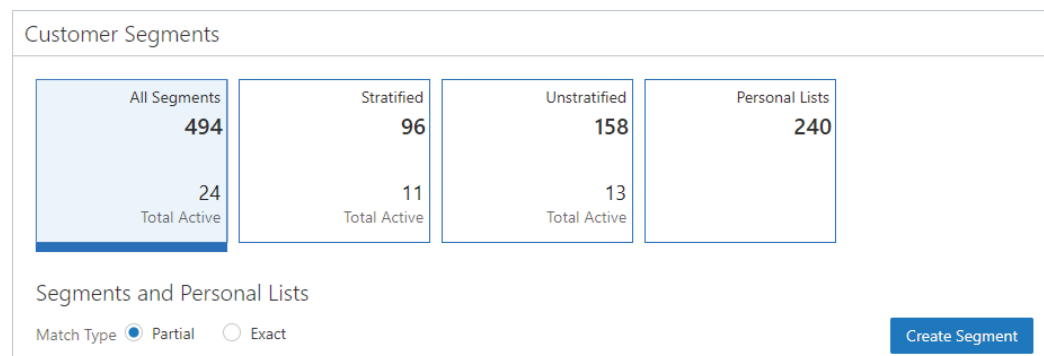 Customer Segments
All Segments
494
24
Total Active
Stratified
96
11
Total Active
Unstratified
158
13
Total Active
Personal Lists
240
Segments and Personal Lists
Match Type Partial Exact
Create Segment